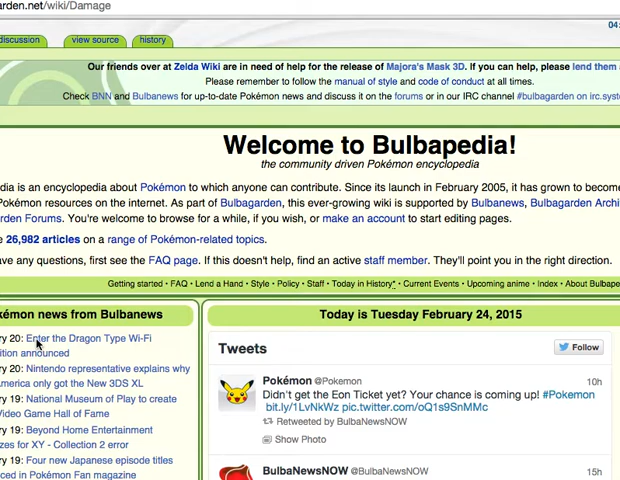 arden.net/wiki/Damage
04:
discussion view source history
Our friends over at Zelda Wiki are in need of help for the release of Majora's Mask 3D. If you can help, please lend them
Please remember to follow the manual of style and code of conduct at all times.
Check BNN and Bulbanews for up-to-date Pokémon news and discuss it on the forums or in our IRC channel #bulbagarden on irc.syste
Welcome to Bulbapedia!
the community driven Pokémon encyclopedia
dia is an encyclopedia about Pokémon to which anyone can contribute. Since its launch in February 2005, it has grown to become
Pokémon resources on the internet. As part of Bulbagarden, this ever-growing wiki is supported by Bulbanews, Bulbagarden Archi
rden Forums. You're welcome to browse for a while, if you wish, or make an account to start editing pages.
e 26,982 articles on a range of Pokémon-related topics.
ave any questions, first see the FAQ page. If this doesn't help, find an active staff member. They'll point you in the right direction.
Getting started • FAQ • Lend a Hand • Style • Policy • Staff • Today in History • Current Events • Upcoming anime • Index • About Bulbape
kémon news from Bulbanews
ry 20: Enter the Dragon Type Wi-Fi
ition announced
ry 20: Nintendo representative explains why
America only got the New 3DS XL
ry 19: National Museum of Play to create
Video Game Hall of Fame
ry 19: Beyond Home Entertainment
zes for XY - Collection 2 error
ry 19: Four new Japanese episode titles
ced in Pokémon Fan magazine
Today is Tuesday February 24, 2015
Tweets
Follow
Pokémon @Pokemon 10h
Didn't get the Eon Ticket yet? Your chance is coming up! #Pokemon
bit.ly/1LvNkWz pic.twitter.com/oQ1s9SnMMc
Retweeted by BulbaNewsNOW
Show Photo
BulbaNewsNOW @BulbaNewsNOW 15h